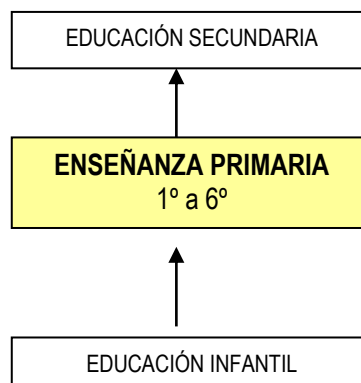 EDUCACIÓN SECUNDARIA
ENSEÑANZA PRIMARIA
1º a 6º
EDUCACIÓN INFANTIL